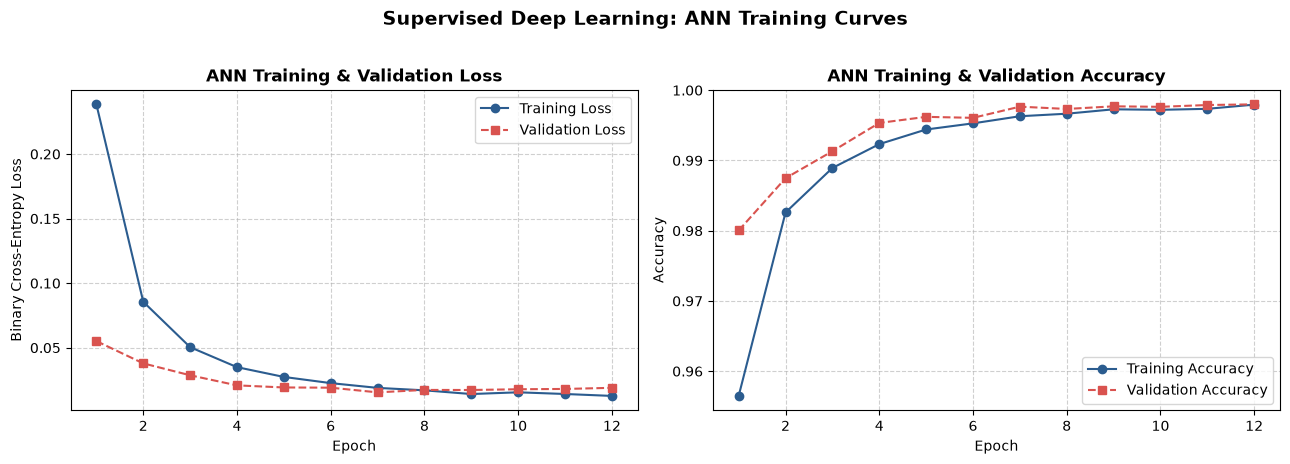 Supervised Deep Learning: ANN Training Curves
ANN Training & Validation Loss
Training Loss
Validation Loss
0.20
0.15
0.10
0.05
Binary Cross-Entropy Loss
2 4 6 8 10 12
Epoch
ANN Training & Validation Accuracy
1.00
0.99
0.98
0.97
0.96
Accuracy
Training Accuracy
Validation Accuracy
2 4 6 8 10 12
Epoch